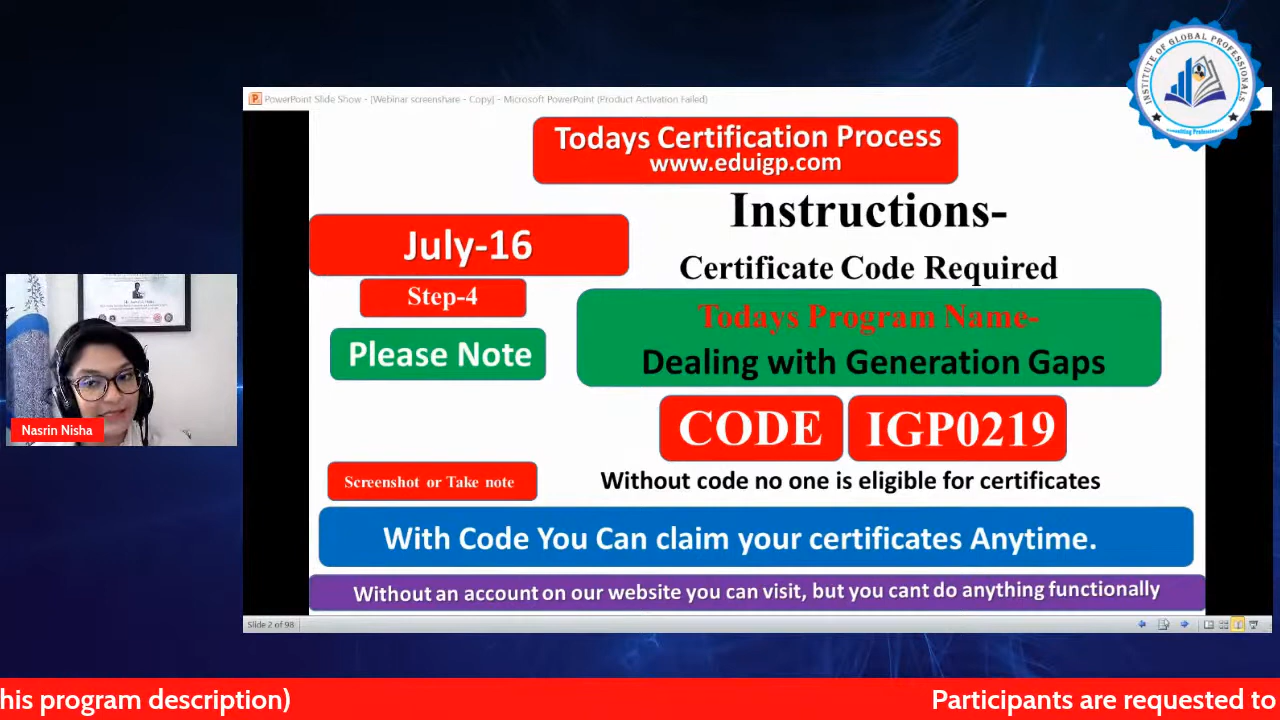 INSTITUTE OF GLOBAL PROFESSIONALS
Consulting Professionals
PowerPoint Slide Show - [Webinar screenshare - Copy] - Microsoft PowerPoint (Product Activation Failed)
Todays Certification Process
www.eduigp.com
Instructions-
July-16
Certificate Code Required
Step-4
Todays Program Name-
Please Note
Dealing with Generation Gaps
CODE
IGP0219
Nasrin Nisha
Screenshot or Take note
Without code no one is eligible for certificates
With Code You Can claim your certificates Anytime.
Without an account on our website you can visit, but you cant do anything functionally
Slide 2 of 98
his program description)
Participants are requested to